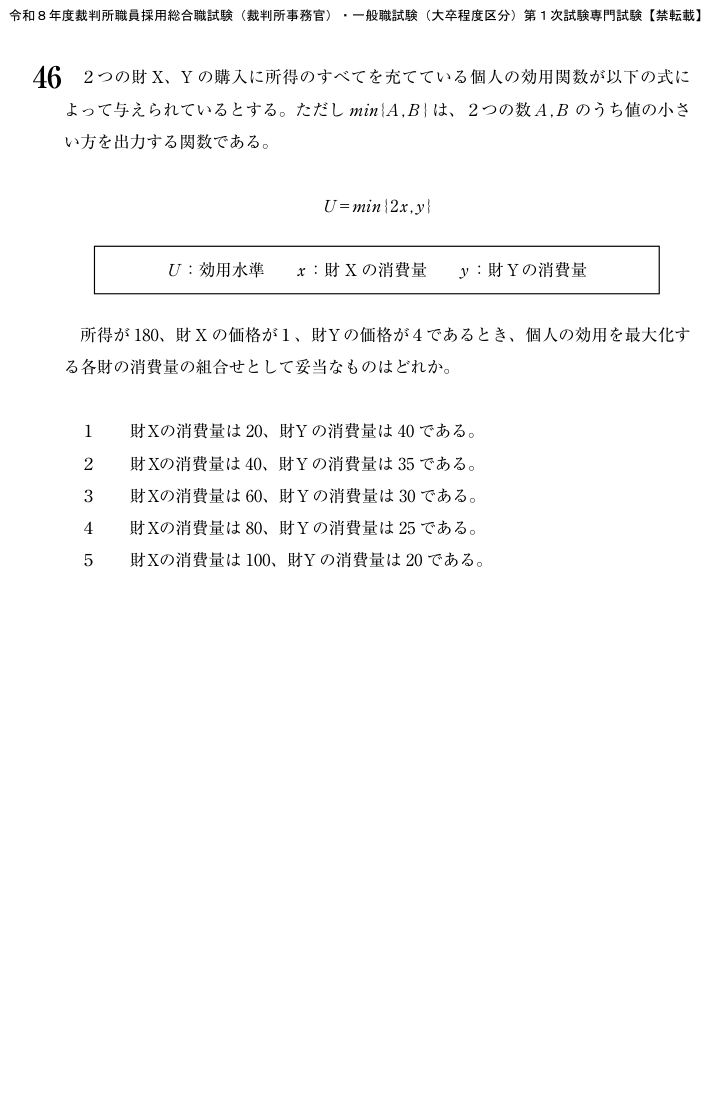 令和８年度裁判所職員採用総合職試験（裁判所事務官）・一般職試験（大卒程度区分）第１次試験専門試験【禁転載】
46　２つの財 X、Y の購入に所得のすべてを充てている個人の効用関数が以下の式に
よって与えられているとする。ただし min{A,B} は、２つの数 A,B のうち値の小さ
い方を出力する関数である。
U=min{2x,y}
U：効用水準　　x：財 X の消費量　　y：財Ｙの消費量
所得が 180、財 X の価格が１、財Ｙの価格が４であるとき、個人の効用を最大化す
る各財の消費量の組合せとして妥当なものはどれか。
１　財Xの消費量は 20、財Y の消費量は 40 である。
２　財Xの消費量は 40、財Y の消費量は 35 である。
３　財Xの消費量は 60、財Y の消費量は 30 である。
４　財Xの消費量は 80、財Y の消費量は 25 である。
５　財Xの消費量は 100、財Y の消費量は 20 である。